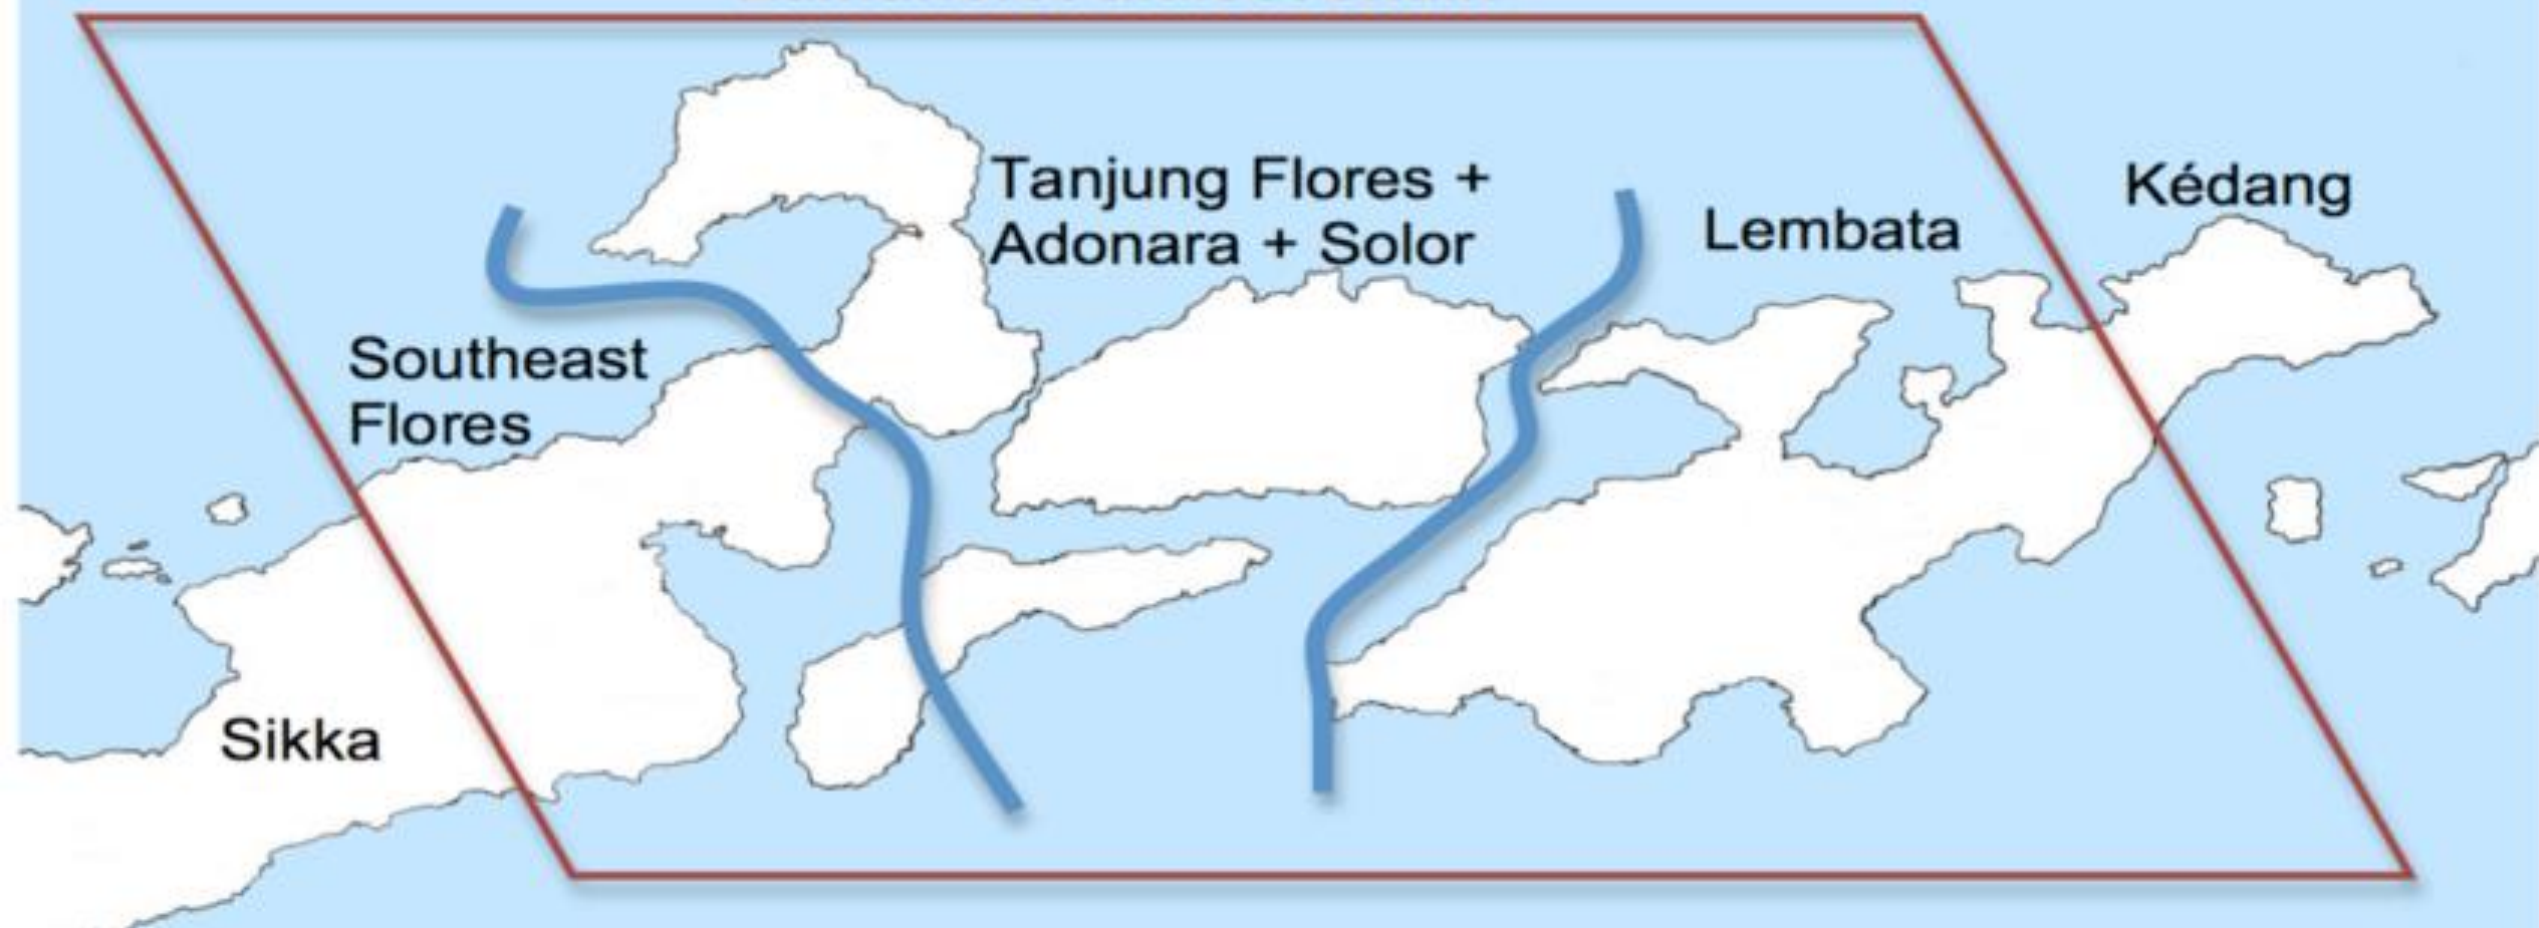 Tanjung Flores +
Adonara + Solor
Kédang
Lembata
Southeast
Flores
Sikka